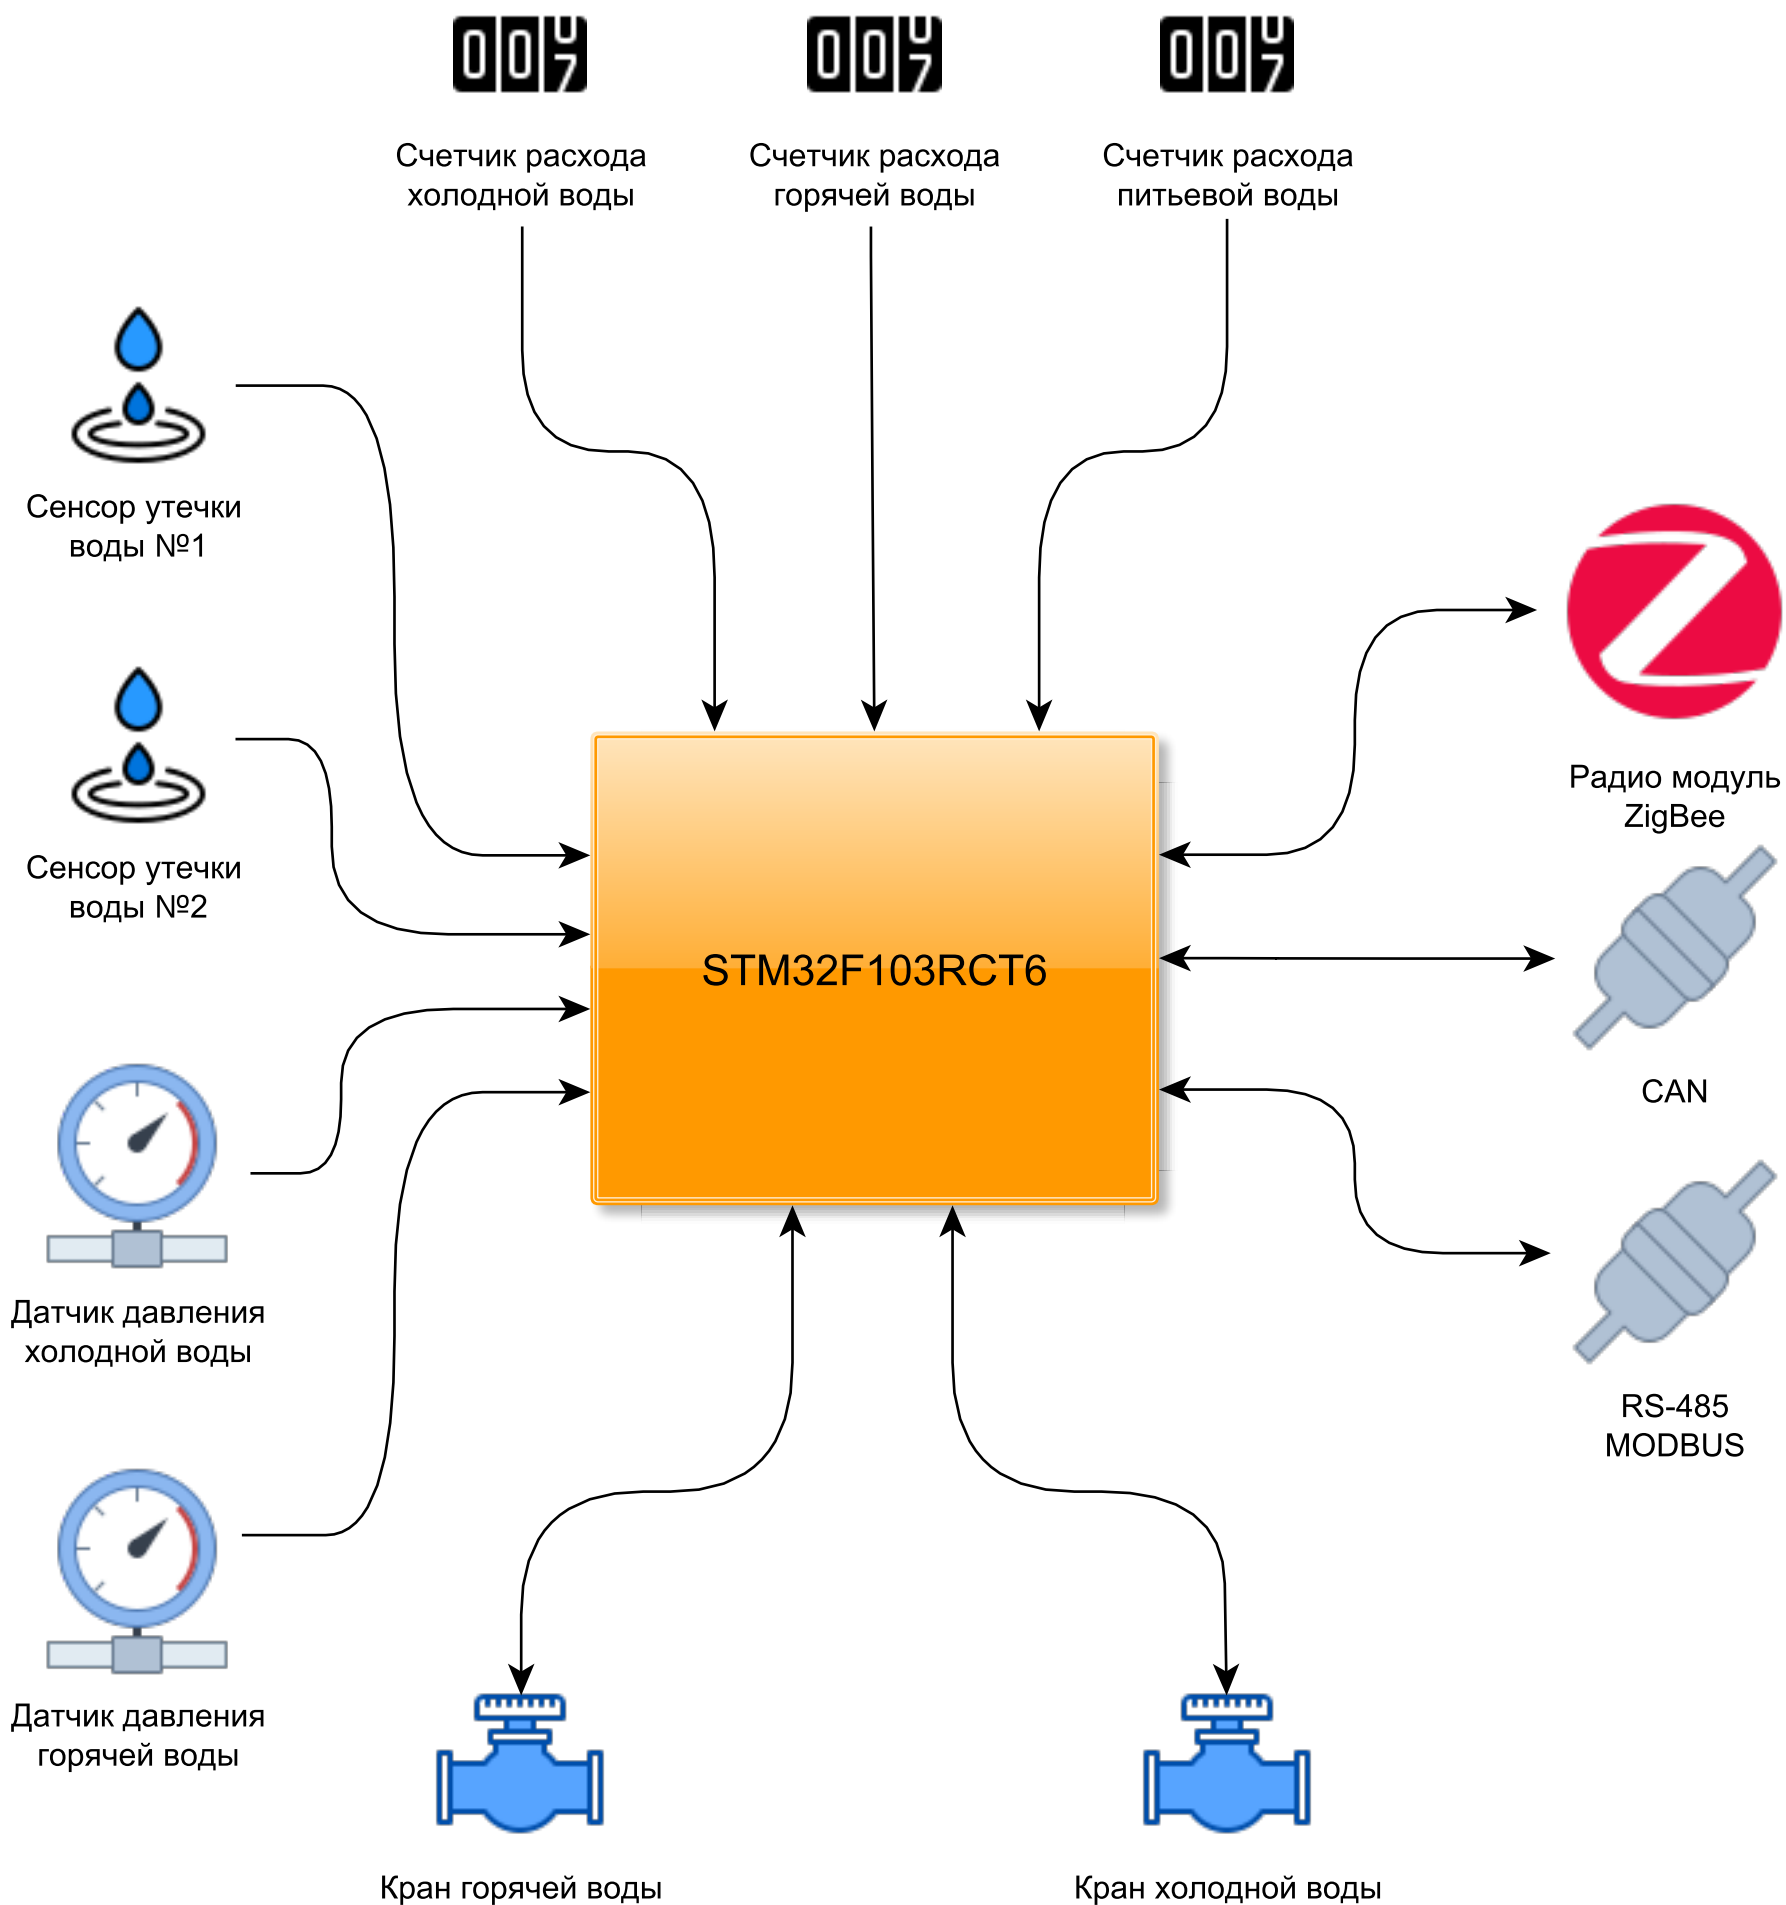 007
007
007
Счетчик расхода
холодной воды
Счетчик расхода
горячей воды
Счетчик расхода
питьевой воды
Сенсор утечки
воды №1
Сенсор утечки
воды №2
Датчик давления
холодной воды
Датчик давления
горячей воды
STM32F103RCT6
Радио модуль
ZigBee
CAN
RS-485
MODBUS
Кран горячей воды
Кран холодной воды